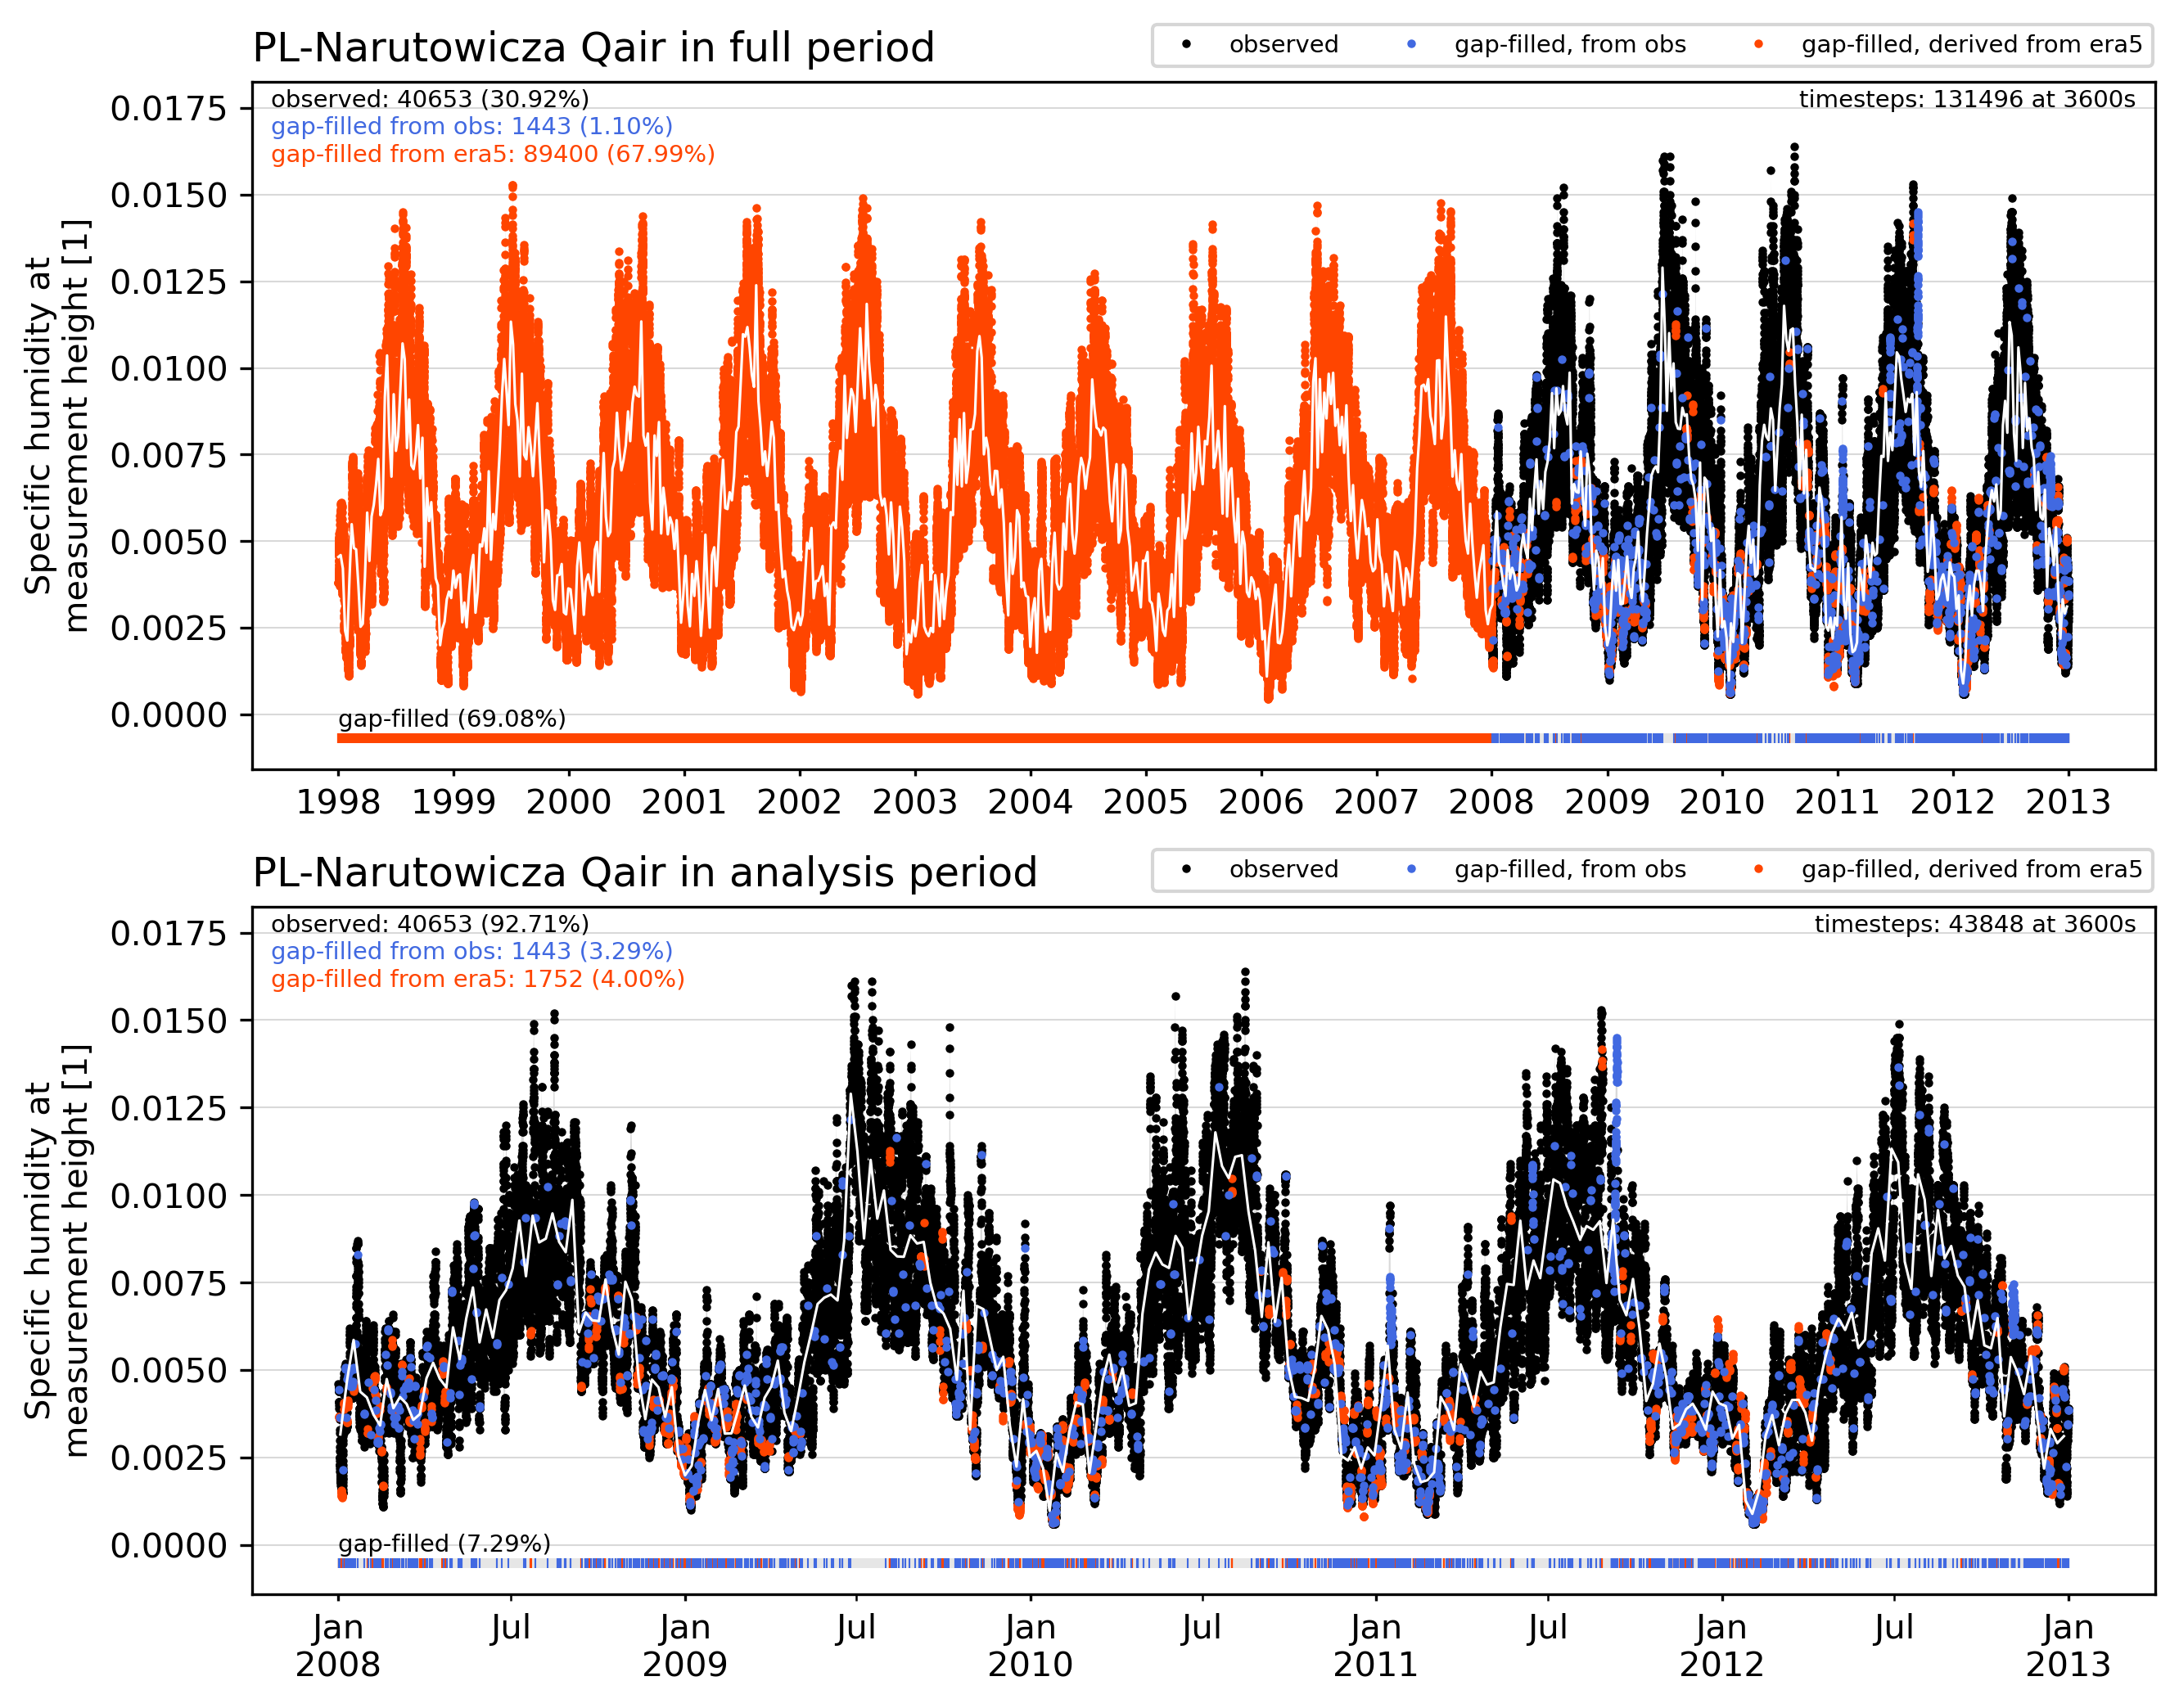 PL-Narutowicza Qair in full period
observed
gap-filled, from obs
gap-filled, derived from era5
observed: 40653 (30.92%)
gap-filled from obs: 1443 (1.10%)
gap-filled from era5: 89400 (67.99%)
timesteps: 131496 at 3600s
Specific humidity at
measurement height [1]
0.0175
0.0150
0.0125
0.0100
0.0075
0.0050
0.0025
0.0000
gap-filled (69.08%)
1998 1999 2000 2001 2002 2003 2004 2005 2006 2007 2008 2009 2010 2011 2012 2013
PL-Narutowicza Qair in analysis period
observed
gap-filled, from obs
gap-filled, derived from era5
observed: 40653 (92.71%)
gap-filled from obs: 1443 (3.29%)
gap-filled from era5: 1752 (4.00%)
timesteps: 43848 at 3600s
Specific humidity at
measurement height [1]
0.0175
0.0150
0.0125
0.0100
0.0075
0.0050
0.0025
0.0000
gap-filled (7.29%)
Jan Jul Jan Jul Jan Jul Jan Jul Jan Jul Jan
2008 2009 2010 2011 2012 2013